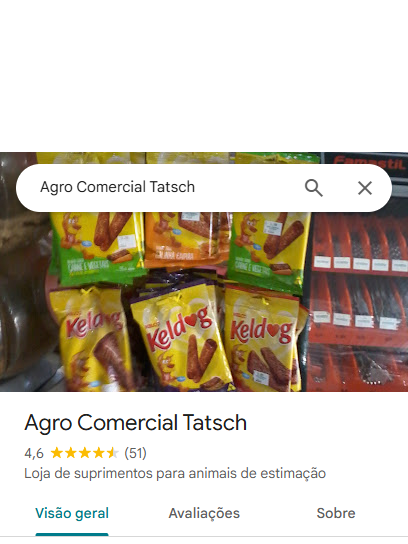 Famastil
Agro Comercial Tatsch
CARNE E VEGETAIS
Keldog
Keldog
Keldog
Agro Comercial Tatsch
4,6 (51)
Loja de suprimentos para animais de estimação
Visão geral Avaliações Sobre